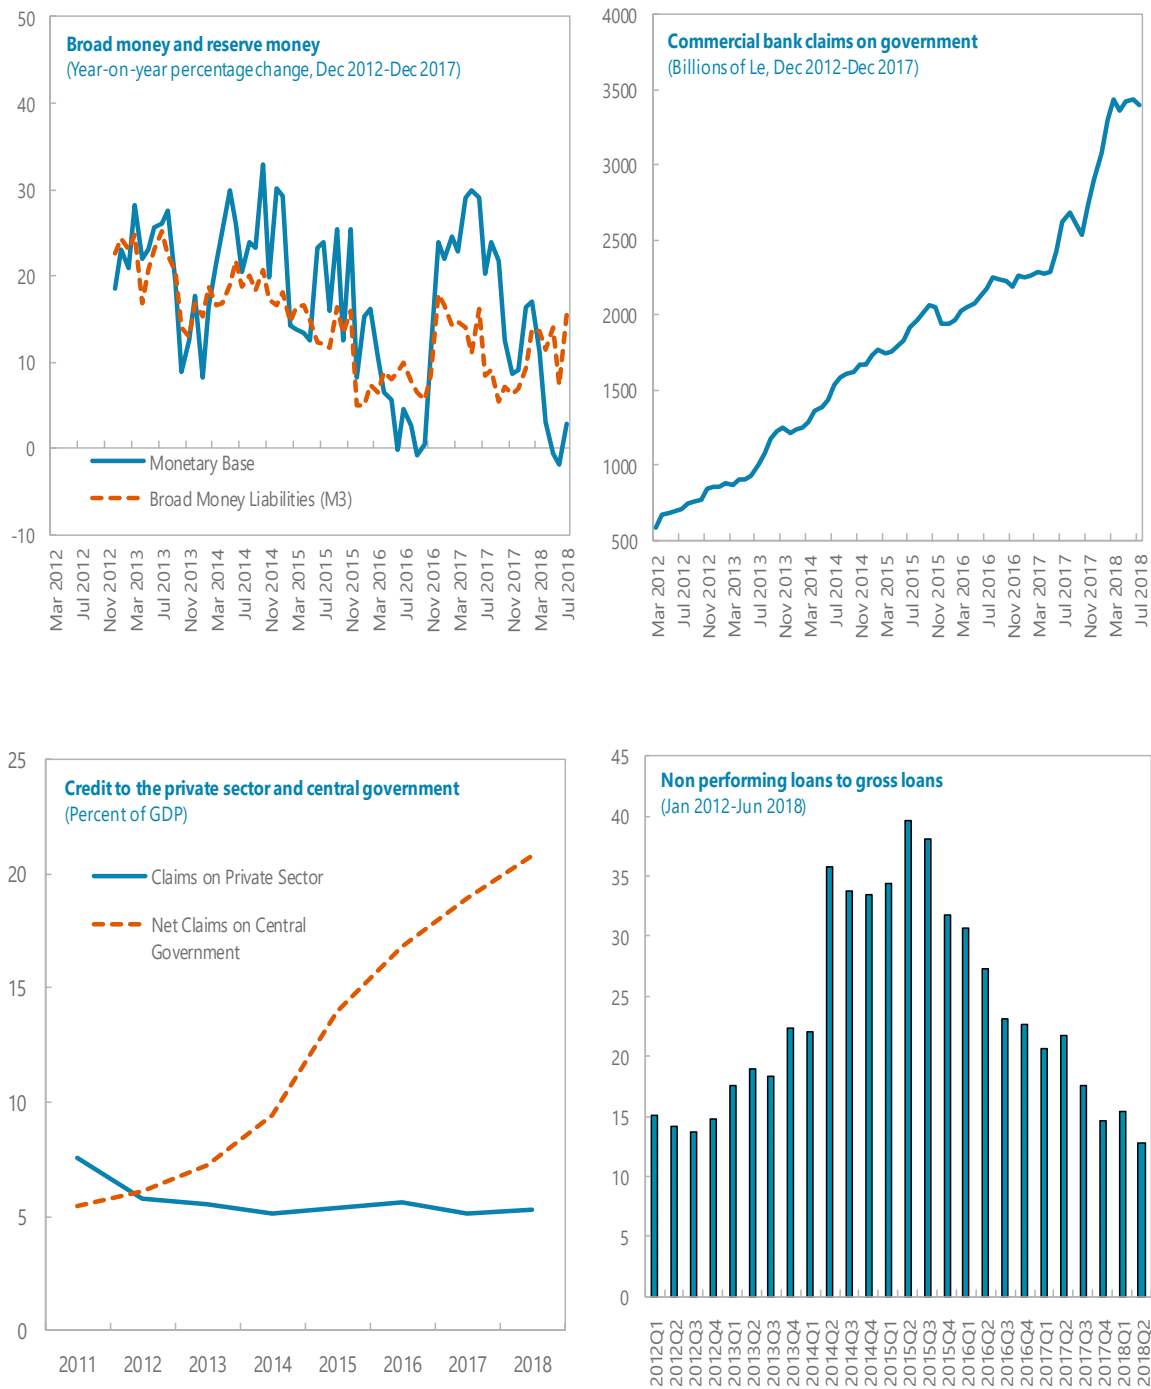 Broad money and reserve money
(Year-on-year percentage change, Dec 2012-Dec 2017)
50
40
30
20
10
0
-10
Monetary Base
Broad Money Liabilities (M3)
Mar 2012
Jul 2012
Nov 2012
Mar 2013
Jul 2013
Nov 2013
Mar 2014
Jul 2014
Nov 2014
Mar 2015
Jul 2015
Nov 2015
Mar 2016
Jul 2016
Nov 2016
Mar 2017
Jul 2017
Nov 2017
Mar 2018
Jul 2018
Commercial bank claims on government
(Billions of Le, Dec 2012-Dec 2017)
4000
3500
3000
2500
2000
1500
1000
500
Mar 2012
Jul 2012
Nov 2012
Mar 2013
Jul 2013
Nov 2013
Mar 2014
Jul 2014
Nov 2014
Mar 2015
Jul 2015
Nov 2015
Mar 2016
Jul 2016
Nov 2016
Mar 2017
Jul 2017
Nov 2017
Mar 2018
Jul 2018
Credit to the private sector and central government
(Percent of GDP)
25
20
15
10
5
0
Claims on Private Sector
Net Claims on Central
Government
2011
2012
2013
2014
2015
2016
2017
2018
Non performing loans to gross loans
(Jan 2012-Jun 2018)
45
40
35
30
25
20
15
10
5
0
2012Q1
2012Q2
2012Q3
2012Q4
2013Q1
2013Q2
2013Q3
2013Q4
2014Q1
2014Q2
2014Q3
2014Q4
2015Q1
2015Q2
2015Q3
2015Q4
2016Q1
2016Q2
2016Q3
2016Q4
2017Q1
2017Q2
2017Q3
2017Q4
2018Q1
2018Q2